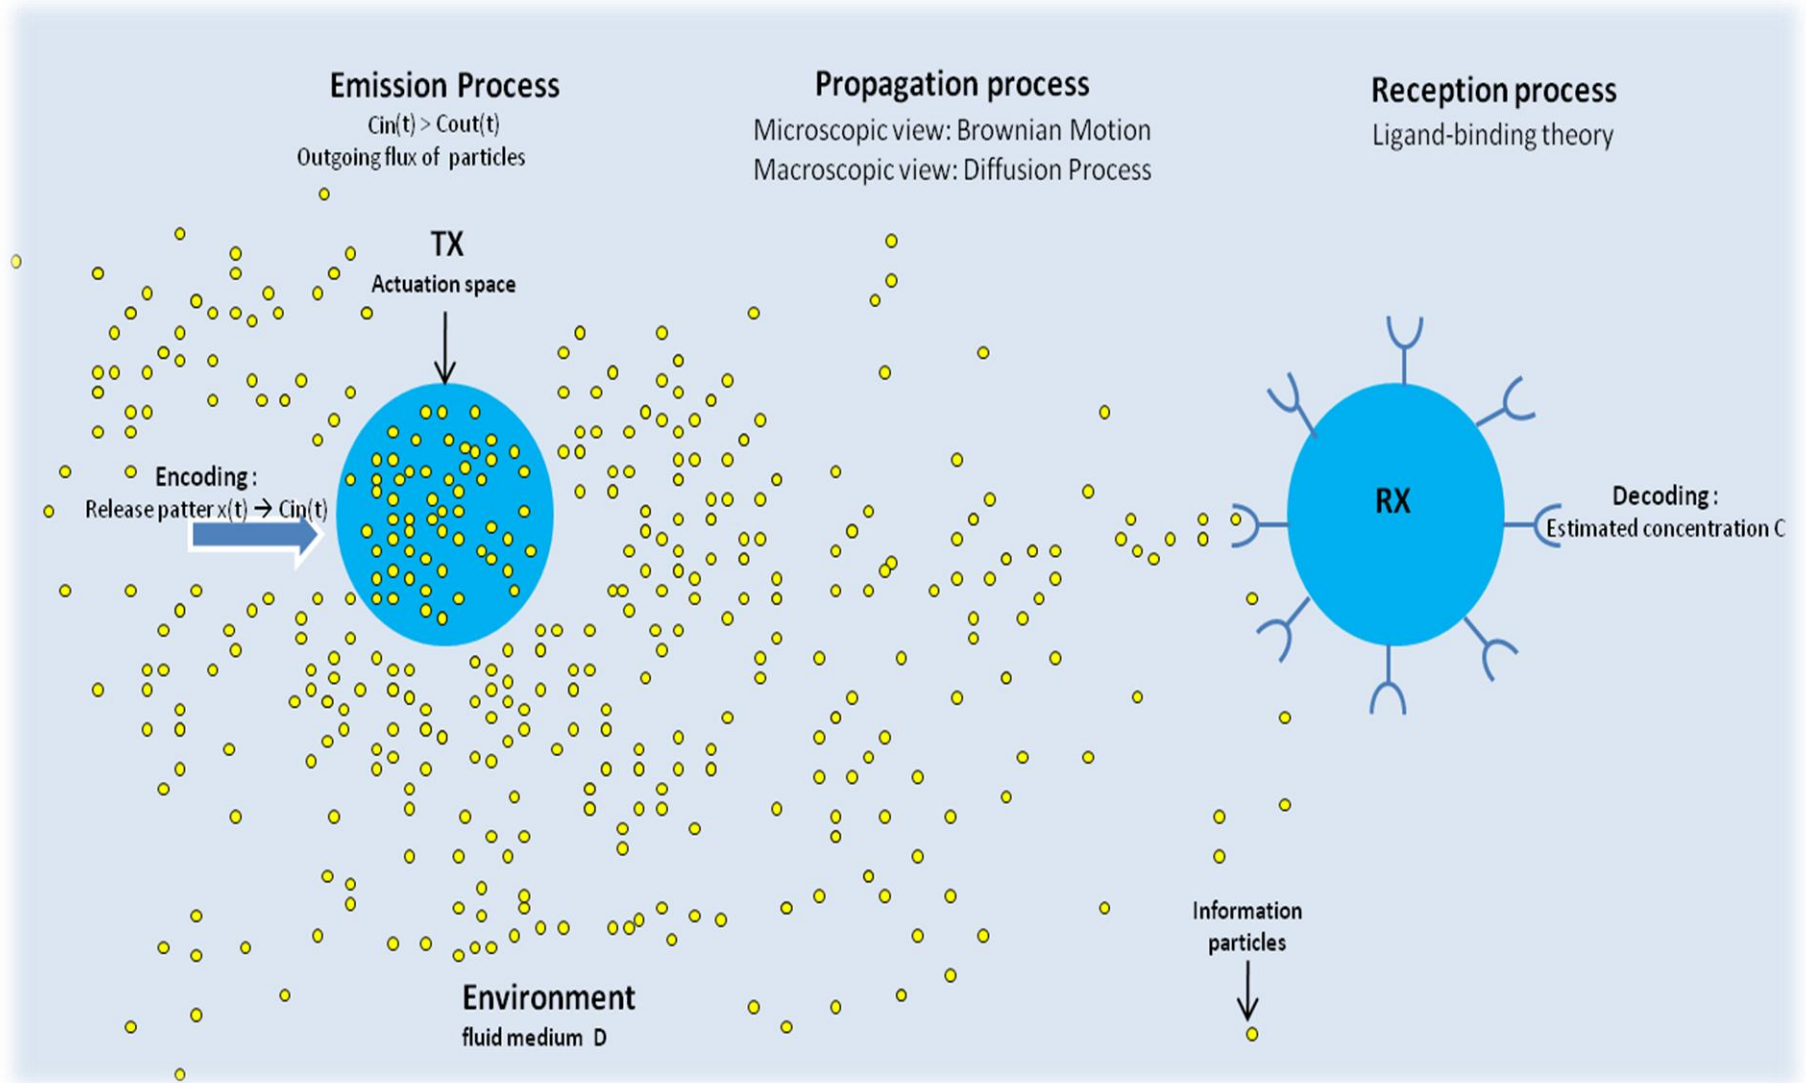 Emission Process
Cin(t) > Cout(t)
Outgoing flux of particles
Propagation process
Microscopic view: Brownian Motion
Macroscopic view: Diffusion Process
Reception process
Ligand-binding theory
TX
Actuation space
Encoding :
Release patter x(t) → Cin(t)
RX
Decoding :
Estimated concentration C
Information
particles
Environment
fluid medium D